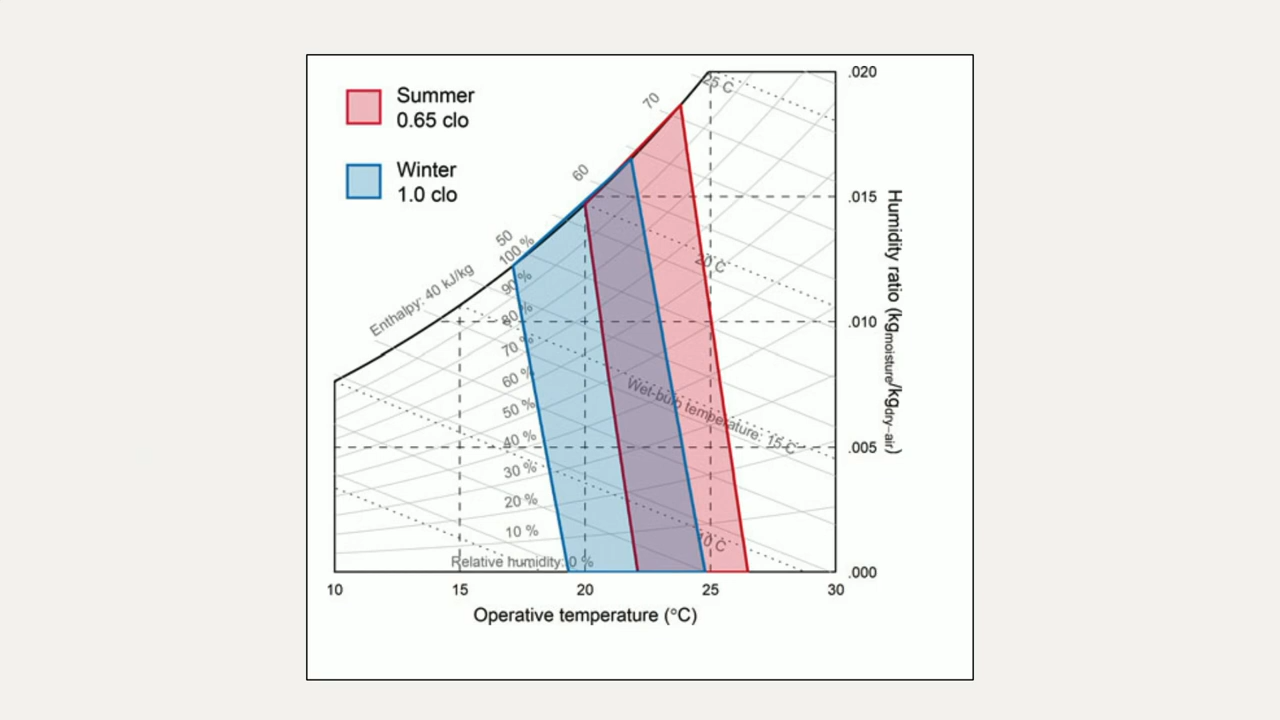 Summer
0.65 clo
Winter
1.0 clo
Enthalpy: 40 kJ/kg
50
60
70
25 C
20 C
Wet-bulb temperature: 15 C
10 C
100 %
90 %
80 %
70 %
60 %
50 %
40 %
30 %
20 %
10 %
Relative humidity: 0 %
.020
.015
.010
.005
.000
Humidity ratio (kgmoisture/kgdry-air)
10 15 20 25 30
Operative temperature (°C)